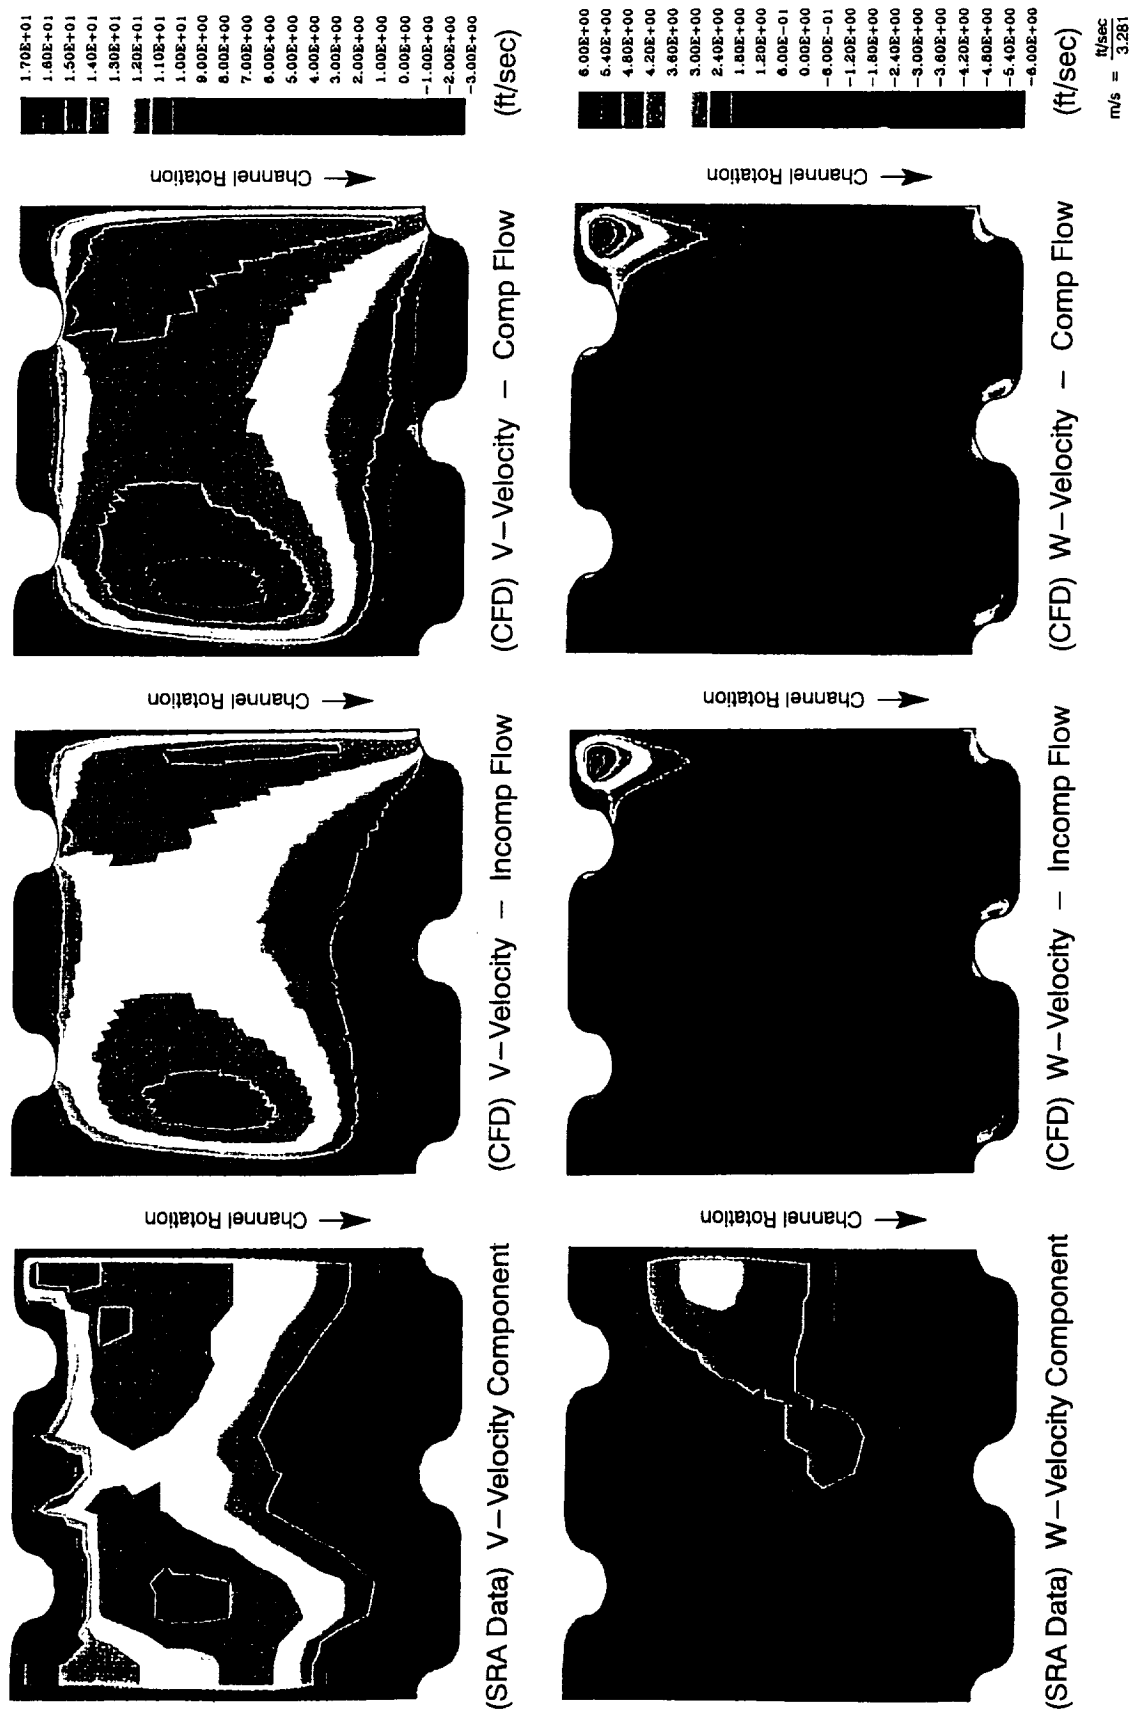 1.70E+01
1.60E+01
1.50E+01
1.40E+01
1.30E+01
1.20E+01
1.10E+01
1.00E+01
9.00E+00
8.00E+00
7.00E+00
6.00E+00
5.00E+00
4.00E+00
3.00E+00
2.00E+00
1.00E+00
0.00E+00
-1.00E+00
-2.00E+00
-3.00E+00
(ft/sec)
Channel Rotation
(CFD) V-Velocity - Comp Flow
Channel Rotation
(CFD) V-Velocity - Incomp Flow
Channel Rotation
(SRA Data) V-Velocity Component
6.00E+00
5.40E+00
4.80E+00
4.20E+00
3.60E+00
3.00E+00
2.40E+00
1.80E+00
1.20E+00
6.00E-01
0.00E+00
-6.00E-01
-1.20E+00
-1.80E+00
-2.40E+00
-3.00E+00
-3.60E+00
-4.20E+00
-4.80E+00
-5.40E+00
-6.00E+00
(ft/sec)
m/s = ft/sec
3.281
Channel Rotation
(CFD) W-Velocity - Comp Flow
Channel Rotation
(CFD) W-Velocity - Incomp Flow
Channel Rotation
(SRA Data) W-Velocity Component